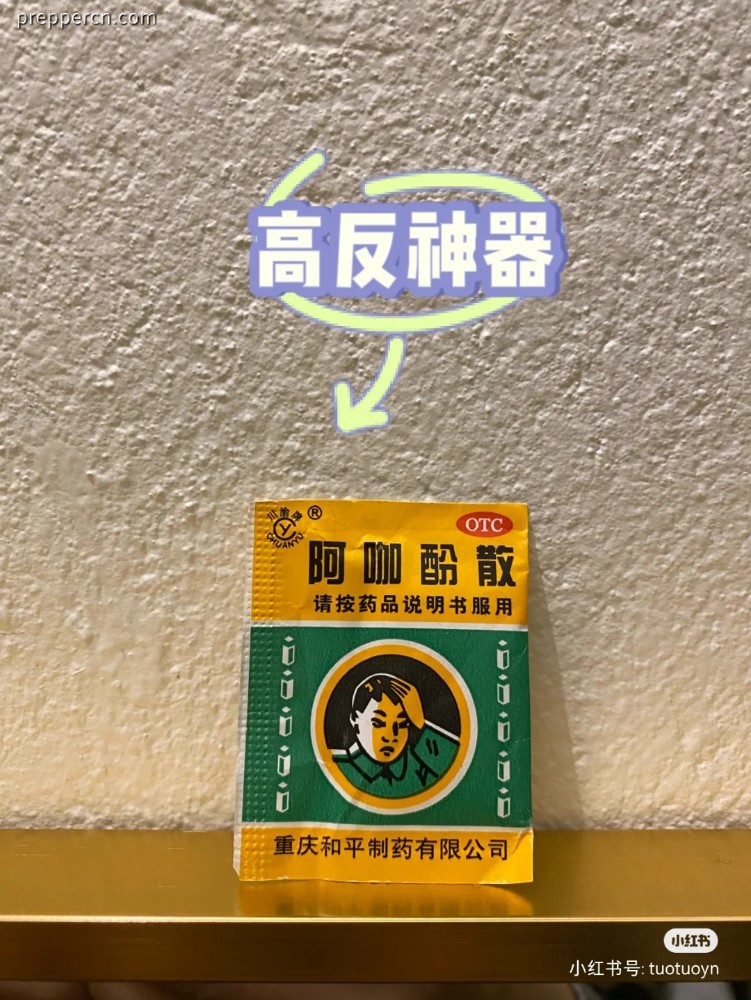 preppercn.com
高反神器
川渝牌®
CHUANYU
OTC
阿咖酚散
请按药品说明书服用
重庆和平制药有限公司
小红书
小红书号: tuotuoyn